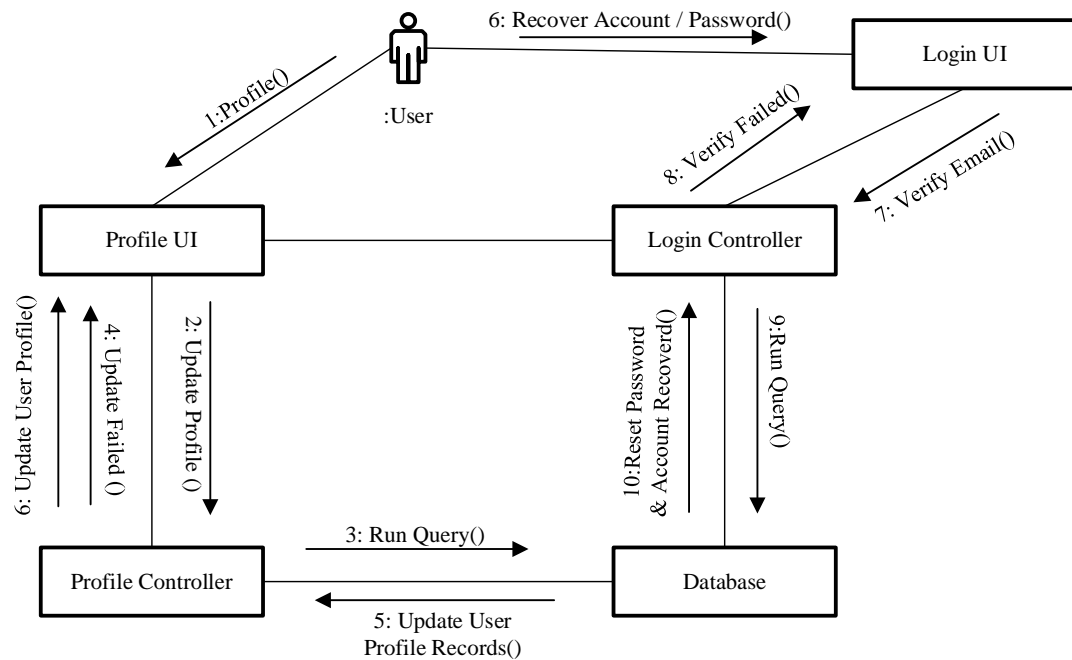 6: Recover Account / Password()
Login UI
:User
1:Profile()
8: Verify Failed()
7: Verify Email()
Profile UI
Login Controller
6: Update User Profile()
4: Update Failed ()
2: Update Profile ()
10:Reset Password
& Account Recoverd()
9:Run Query()
3: Run Query()
Profile Controller
Database
5: Update User
Profile Records()